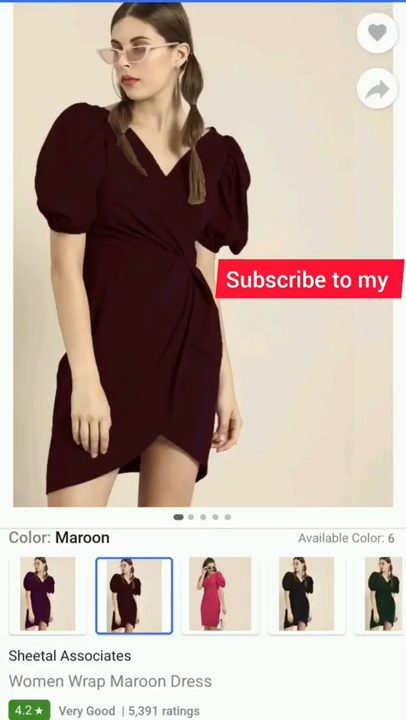 Subscribe to my
Color: Maroon
Available Color: 6
Sheetal Associates
Women Wrap Maroon Dress
4.2★
Very Good | 5,391 ratings